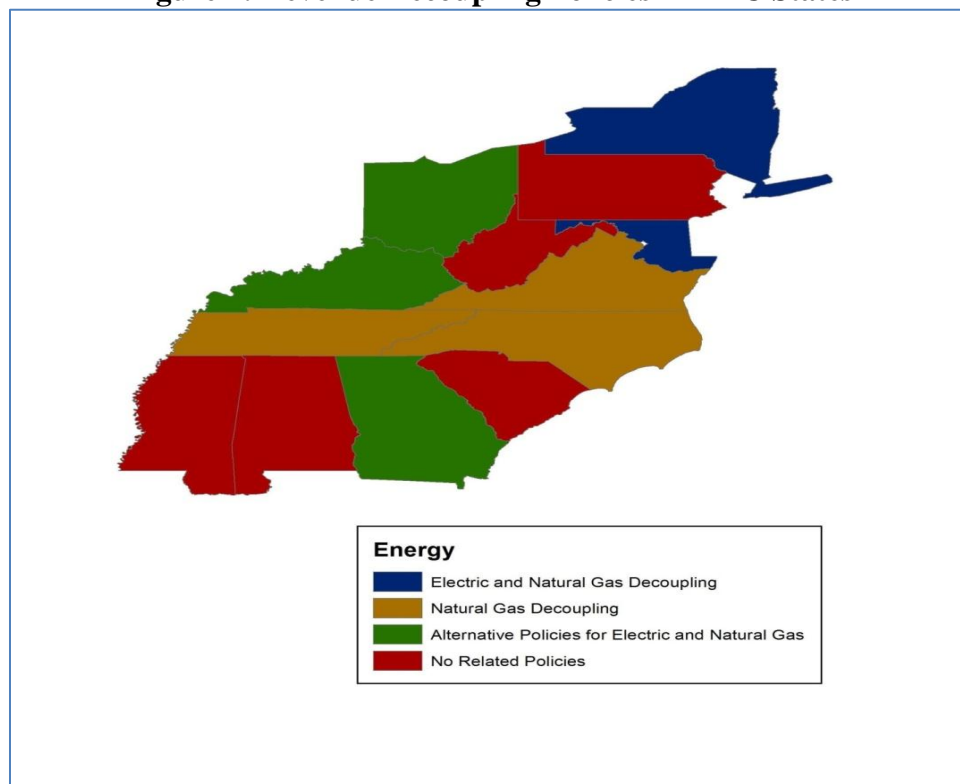 Energy
Electric and Natural Gas Decoupling
Natural Gas Decoupling
Alternative Policies for Electric and Natural Gas
No Related Policies